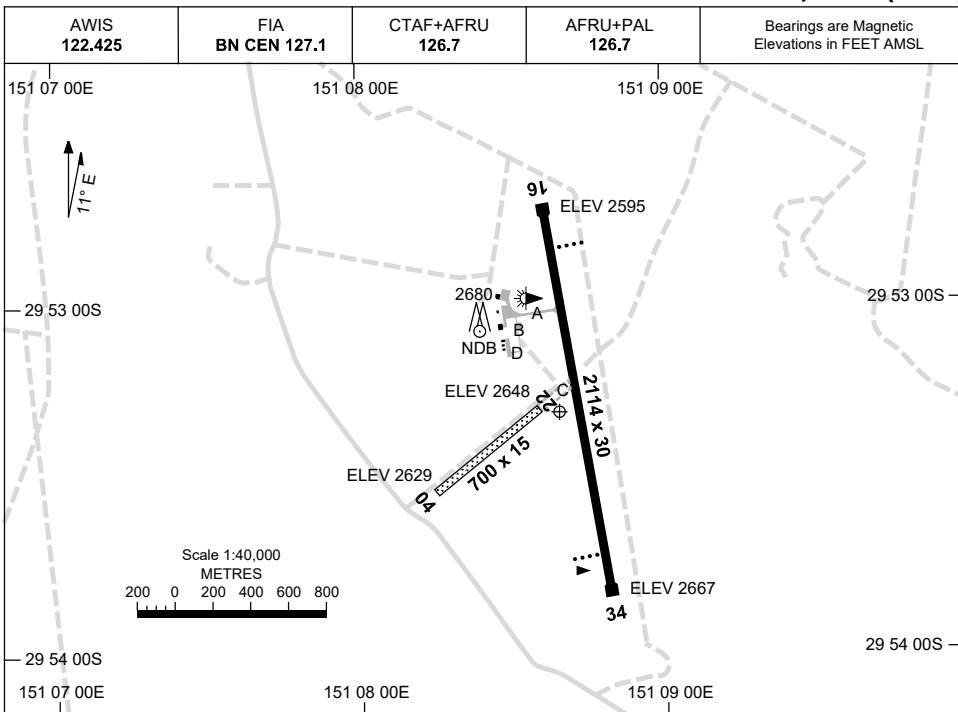 AWIS
122.425
FIA
BN CEN 127.1
CTAF+AFRU
126.7
AFRU+PAL
126.7
Bearings are Magnetic
Elevations in FEET AMSL
151 07 00E
151 08 00E
151 09 00E
11° E
16
ELEV 2595
29 53 00S
2680
A
29 53 00S
B
NDB
D
ELEV 2648
22
C
2114 x 30
ELEV 2629
700 x 15
04
Scale 1:40,000
METRES
200 0 200 400 600 800
ELEV 2667
34
29 54 00S
29 54 00S
151 07 00E
151 08 00E
151 09 00E